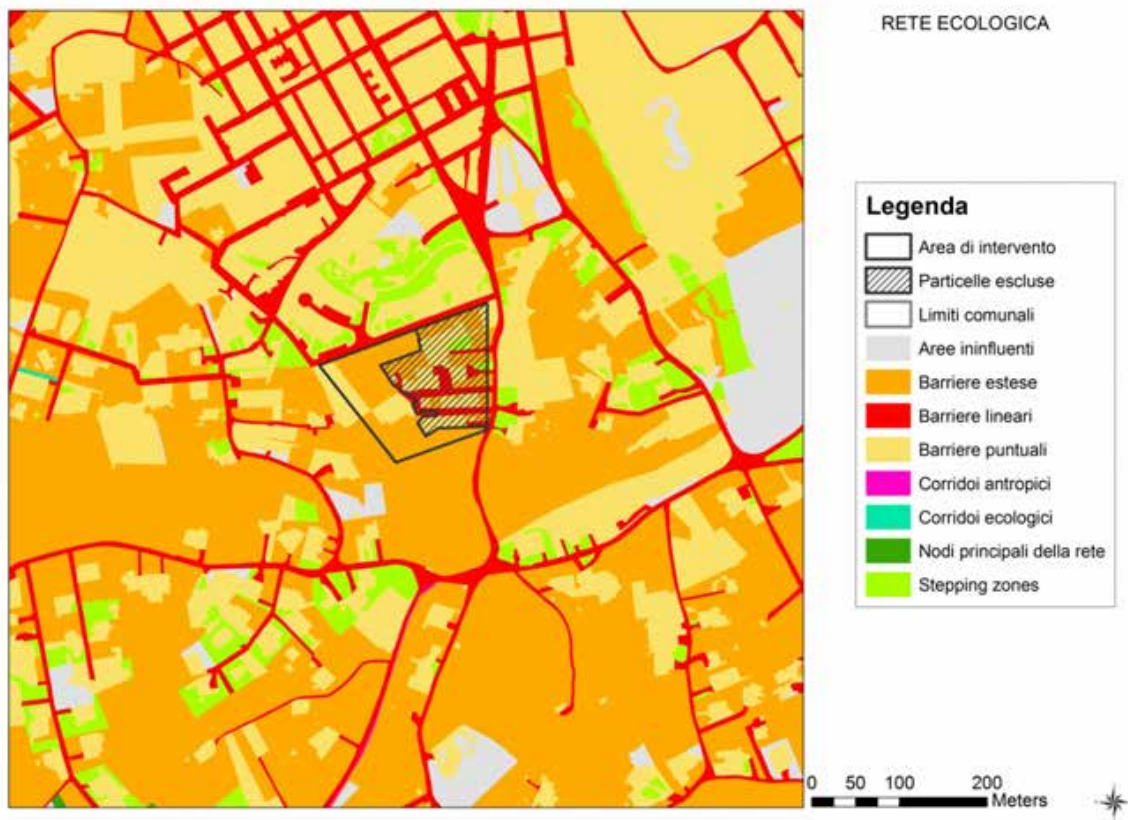 RETE ECOLOGICA
Legenda
Area di intervento
Particelle escluse
Limiti comunali
Aree ininfluenti
Barriere estese
Barriere lineari
Barriere puntuali
Corridoi antropici
Corridoi ecologici
Nodi principali della rete
Stepping zones
0 50 100 200
Meters